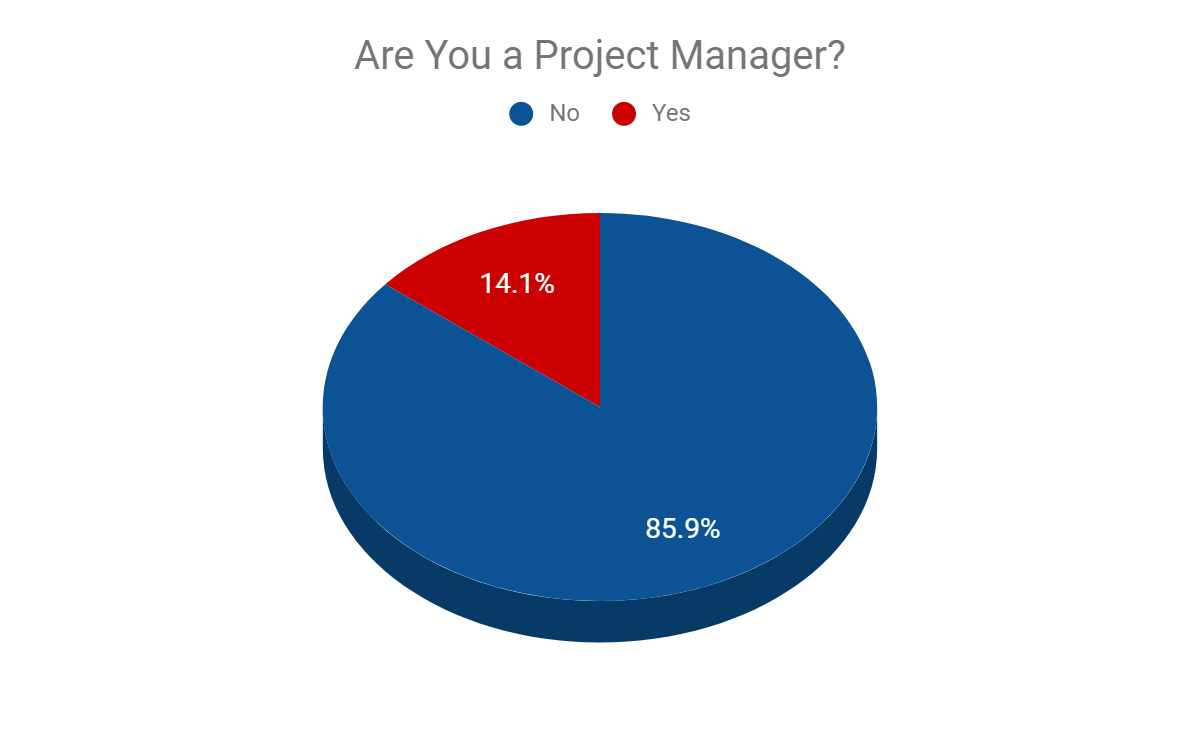 Are You a Project Manager?
No Yes
14.1%
85.9%